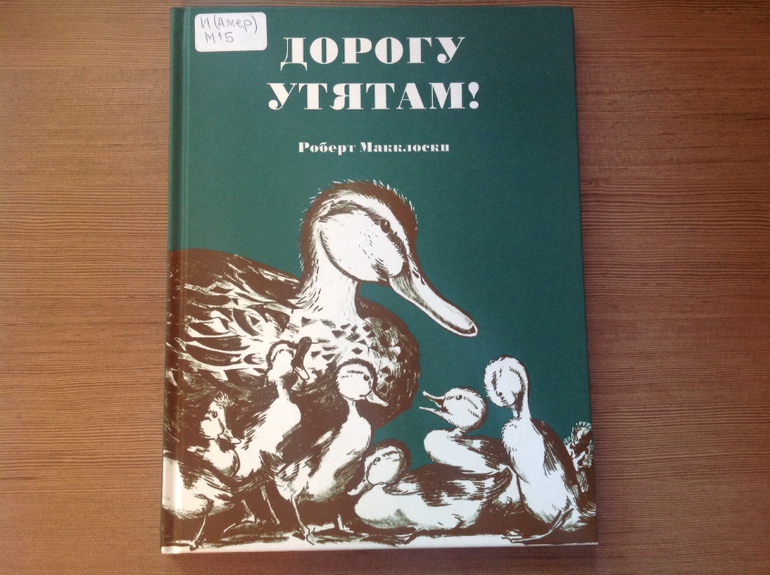 И (Амер)
М15
ДОРОГУ
УТЯТАМ!
Роберт Макклоски